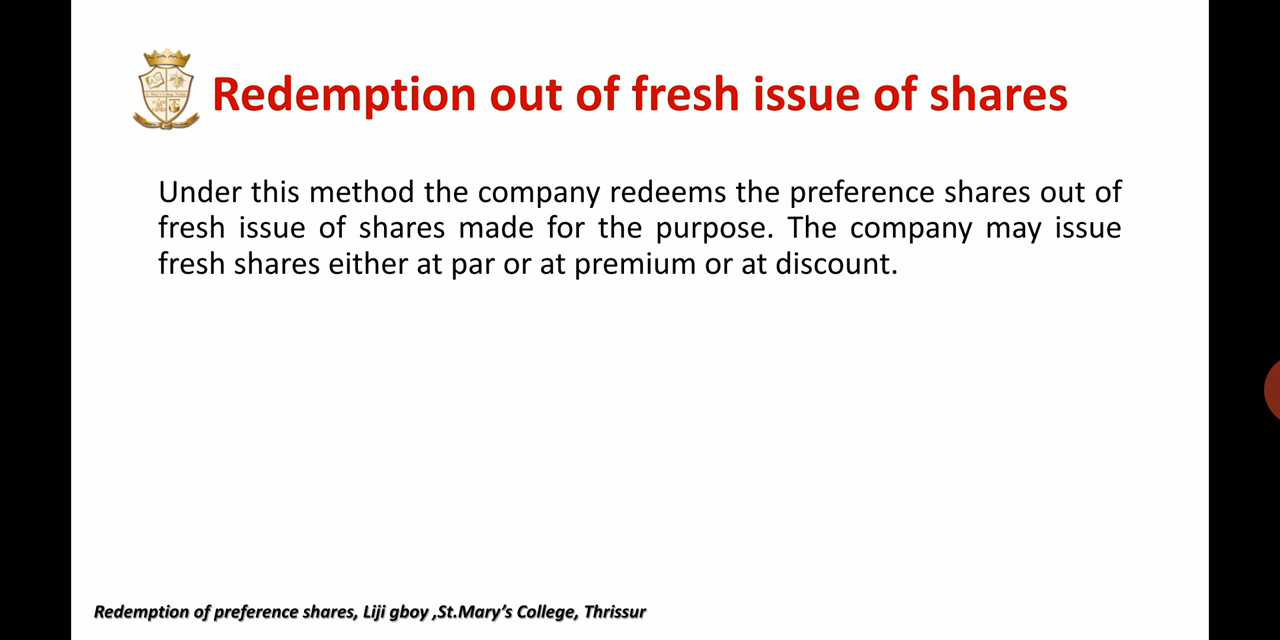 Redemption out of fresh issue of shares
Under this method the company redeems the preference shares out of
fresh issue of shares made for the purpose. The company may issue
fresh shares either at par or at premium or at discount.
Redemption of preference shares, Liji gboy ,St.Mary's College, Thrissur